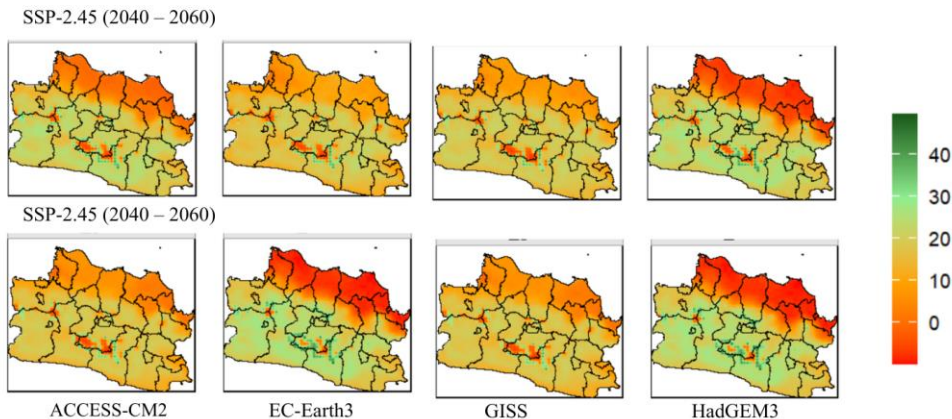 SSP-2.45 (2040 – 2060)
40
30
20
10
0
SSP-2.45 (2040 – 2060)
ACCESS-CM2 EC-Earth3 GISS HadGEM3